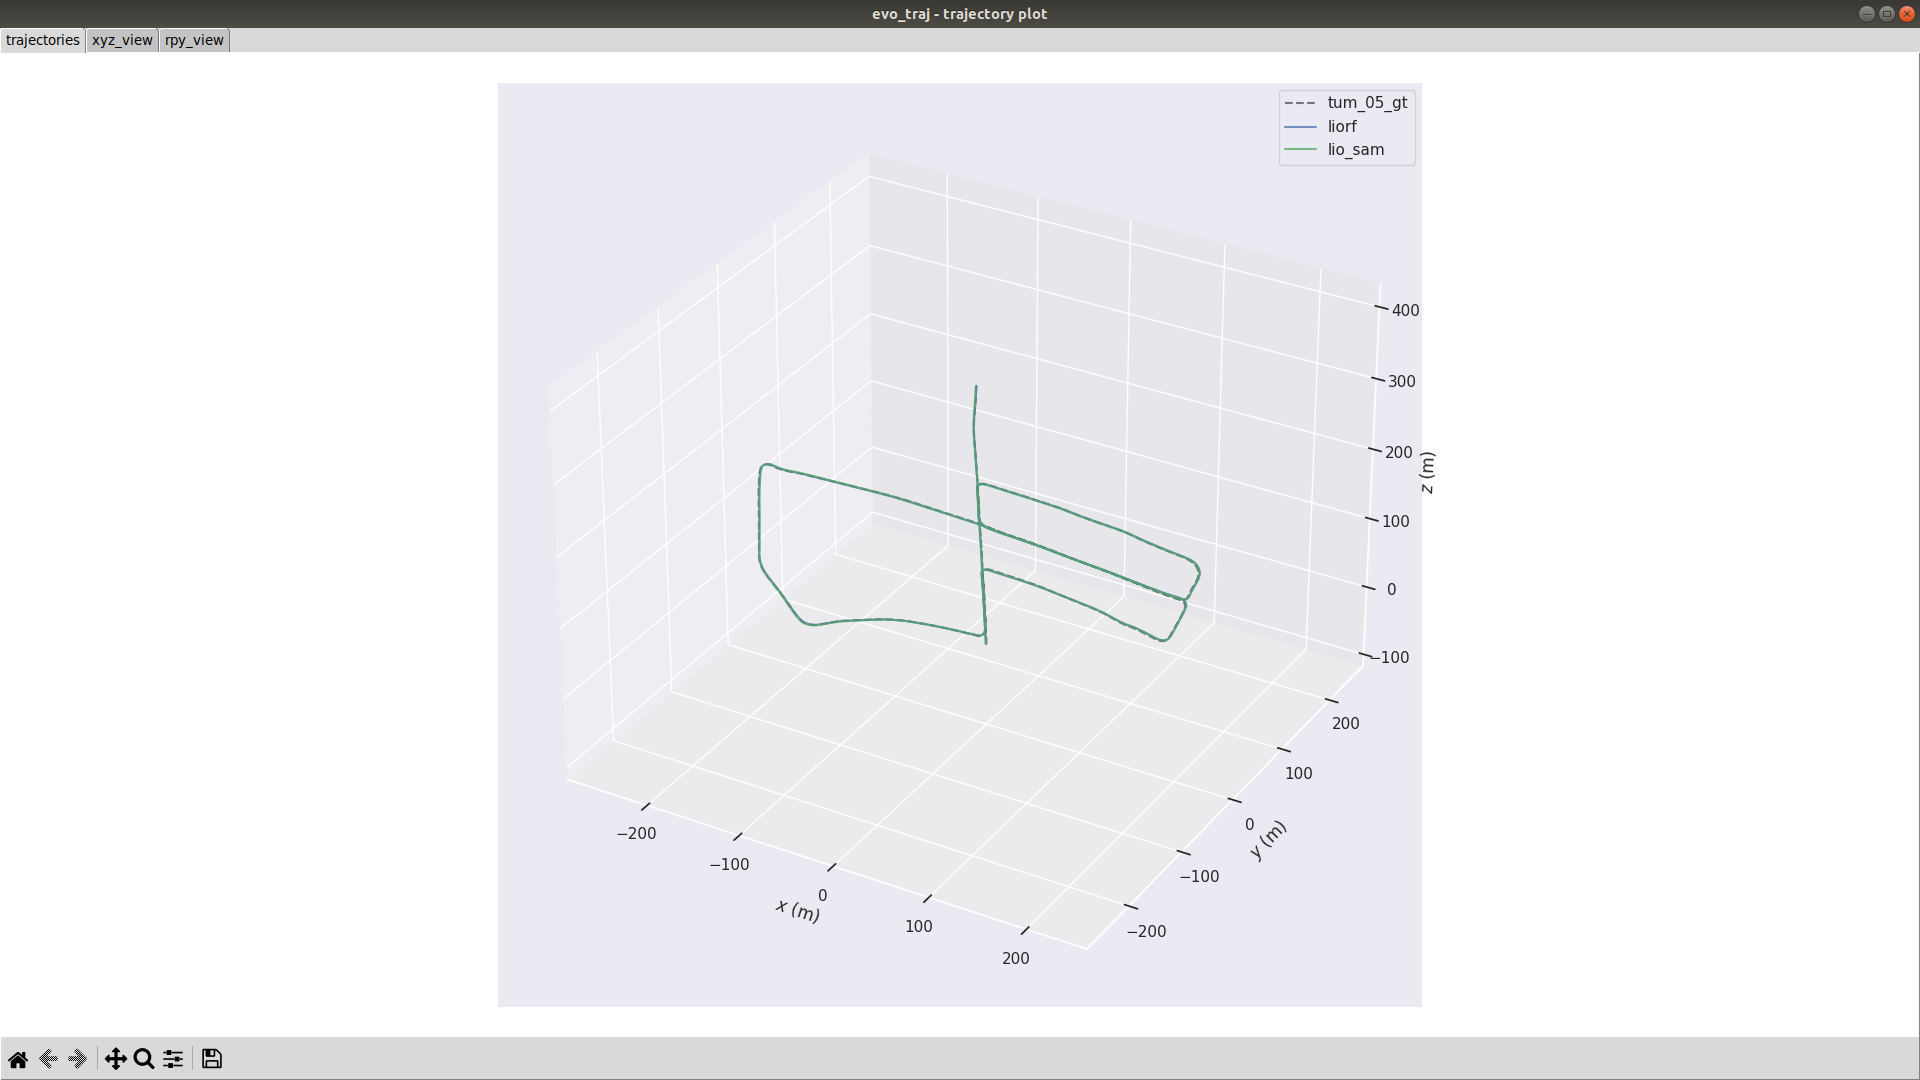 evo_traj - trajectory plot
trajectories xyz_view rpy_view
tum_05_gt
liorf
lio_sam
400
300
200
100
0
−100
z (m)
200
100
0
−100
−200
y (m)
−200
−100
0
100
200
x (m)